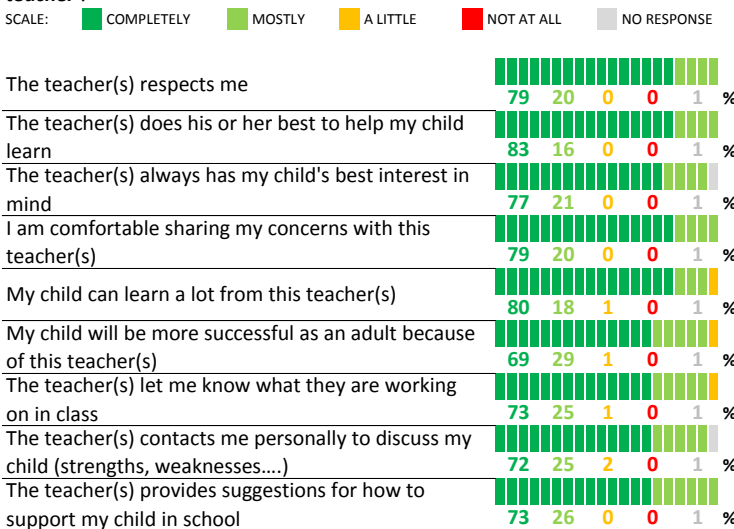 teacher?
SCALE: COMPLETELY MOSTLY A LITTLE NOT AT ALL NO RESPONSE
The teacher(s) respects me
79 20 0 0 1 %
The teacher(s) does his or her best to help my child
learn
83 16 0 0 1 %
The teacher(s) always has my child's best interest in
mind
77 21 0 0 1 %
I am comfortable sharing my concerns with this
teacher(s)
79 20 0 0 1 %
My child can learn a lot from this teacher(s)
80 18 1 0 1 %
My child will be more successful as an adult because
of this teacher(s)
69 29 1 0 1 %
The teacher(s) let me know what they are working
on in class
73 25 1 0 1 %
The teacher(s) contacts me personally to discuss my
child (strengths, weaknesses....)
72 25 2 0 1 %
The teacher(s) provides suggestions for how to
support my child in school
73 26 0 0 1 %